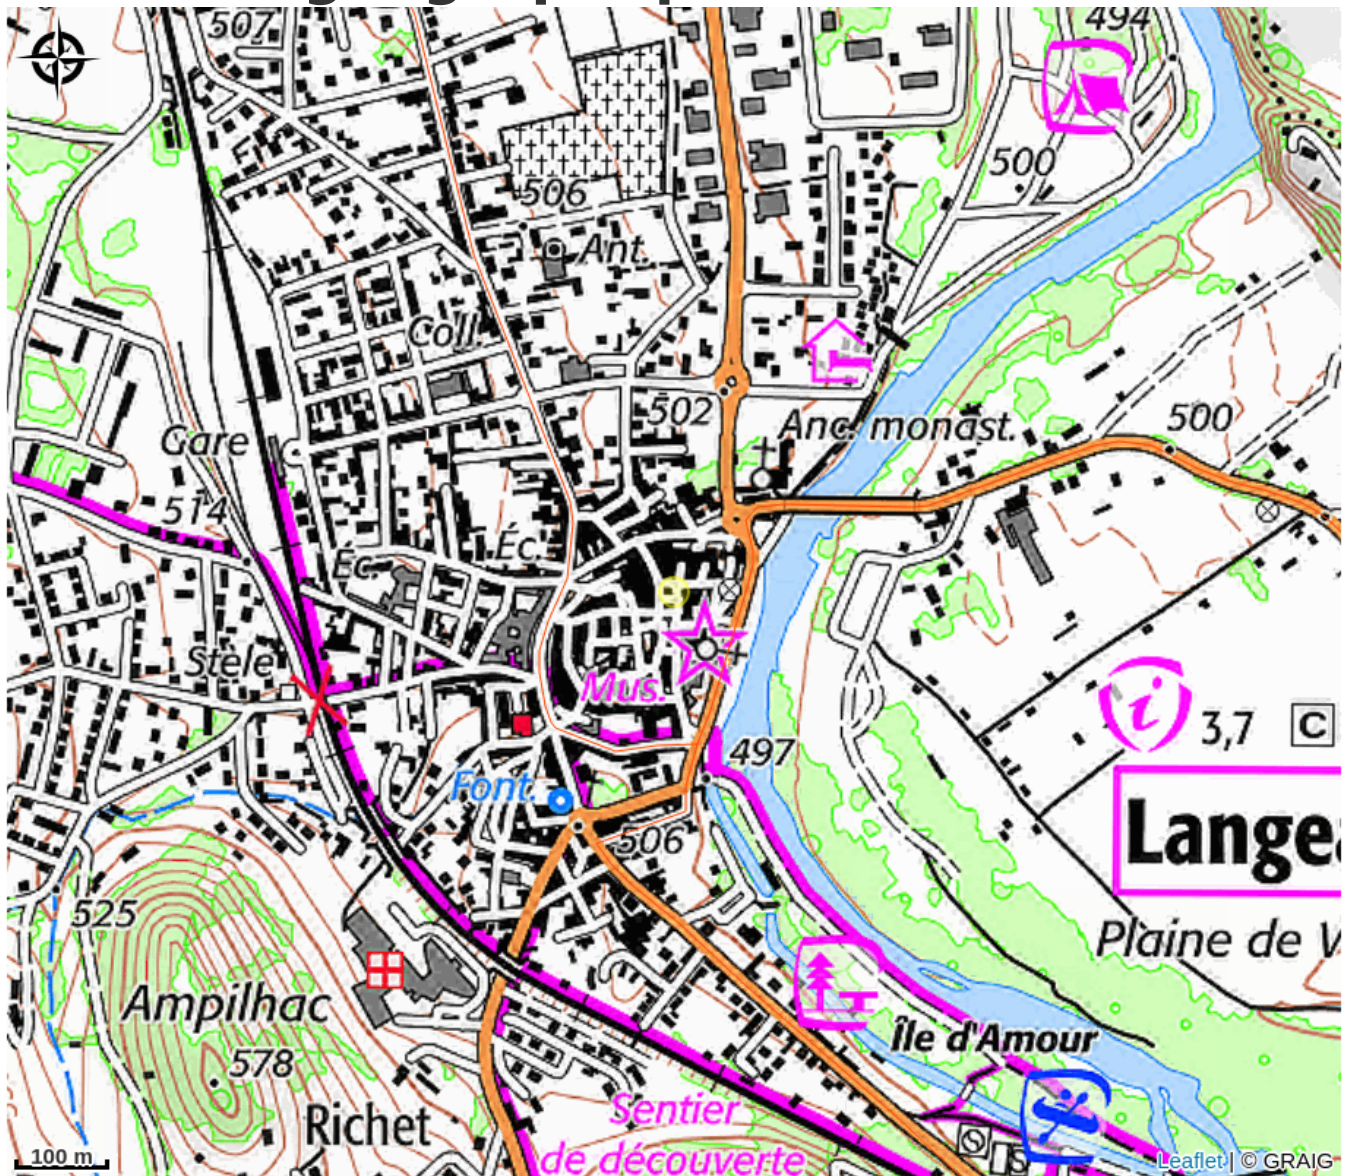 507
494
500
506
Ant.
Coll.
502
Anc. monast.
500
Gare
514
Éc.
Éc.
Stèle
Mus.
497
i
3,7
C
Font.
506
Lange
525
Plaine de V
Ampilhac
Île d'Amour
578
Richet
Sentier
de découverte
S
100 m
Leaflet | © GRAIG